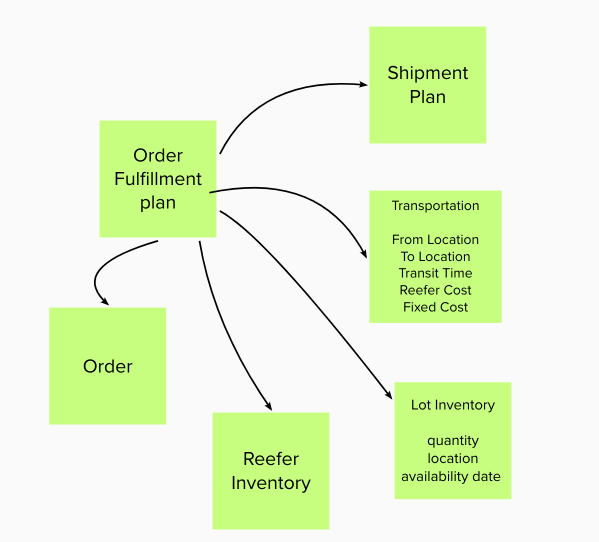 Shipment
Plan
Order
Fulfillment
plan
Transportation
From Location
To Location
Transit Time
Reefer Cost
Fixed Cost
Order
Lot Inventory
quantity
location
availability date
Reefer
Inventory